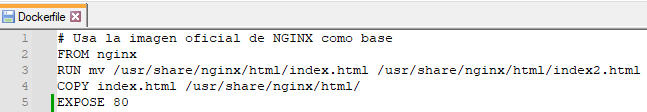 Dockerfile
1 # Usa la imagen oficial de NGINX como base
2 FROM nginx
3 RUN mv /usr/share/nginx/html/index.html /usr/share/nginx/html/index2.html
4 COPY index.html /usr/share/nginx/html/
5 EXPOSE 80